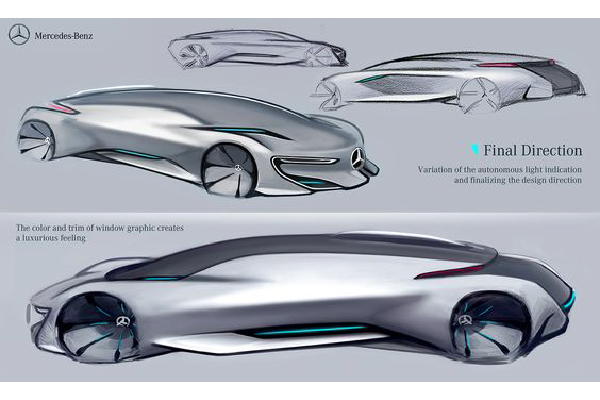 Mercedes-Benz
Final Direction
Variation of the autonomous light indication
and finalizing the design direction
The color and trim of window graphic creates
a luxurious feeling